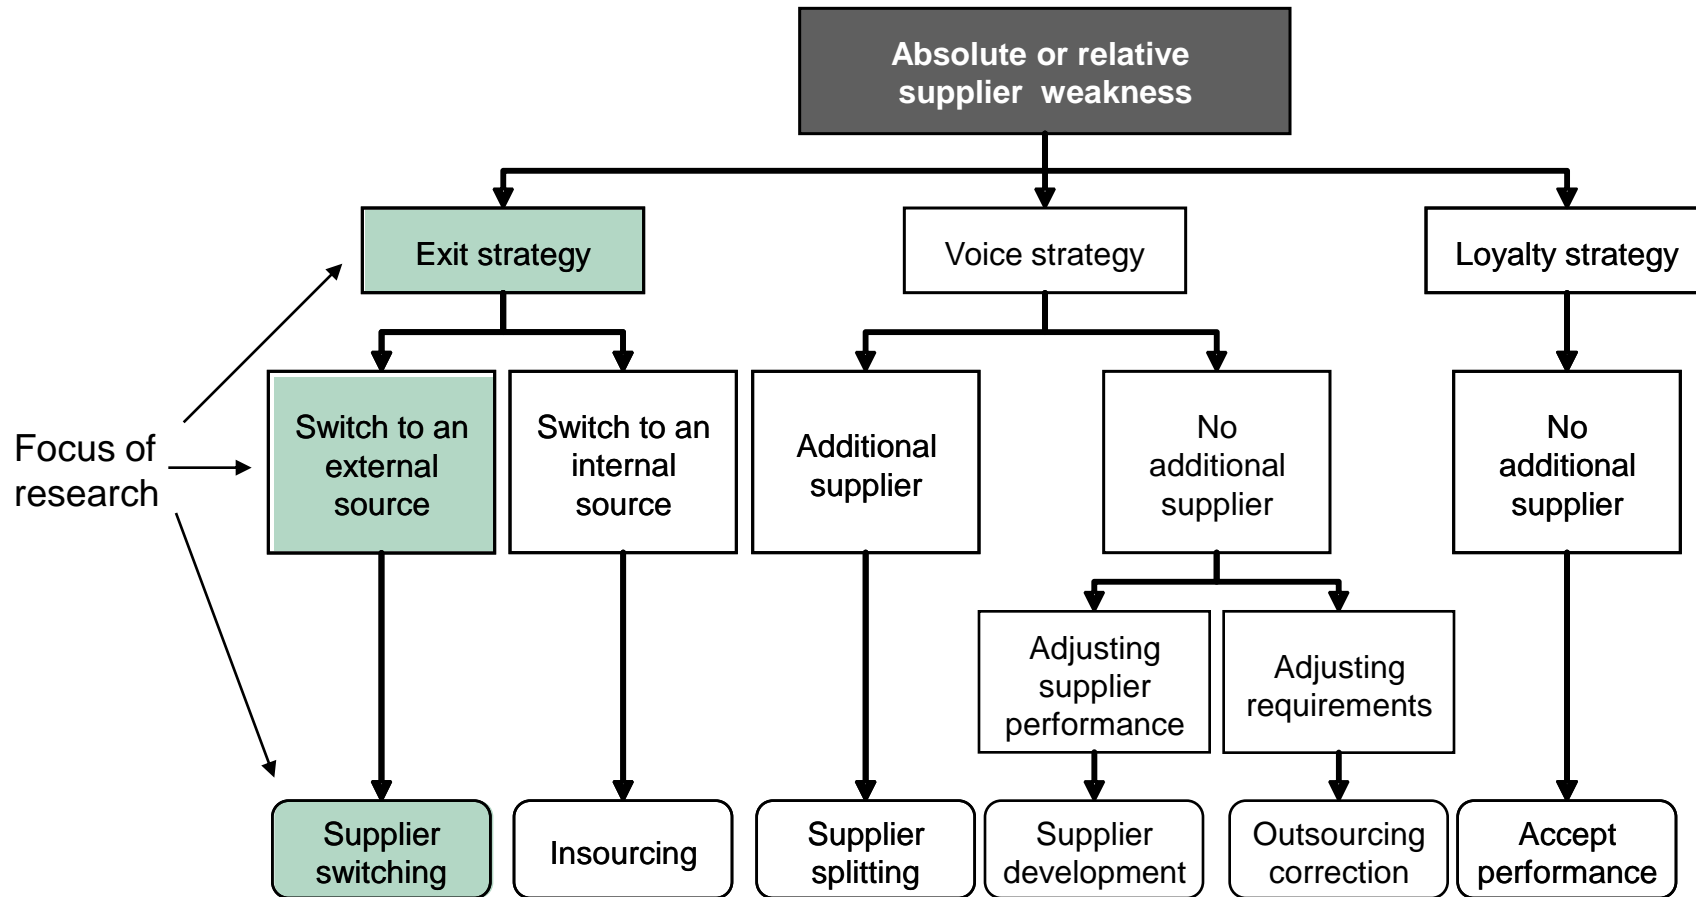 Absolute or relative
supplier weakness
Exit strategy
Voice strategy
Loyalty strategy
Focus of
research
Switch to an
external
source
Switch to an
internal
source
Additional
supplier
No
additional
supplier
No
additional
supplier
Adjusting
supplier
performance
Adjusting
requirements
Supplier
switching
Insourcing
Supplier
splitting
Supplier
development
Outsourcing
correction
Accept
performance